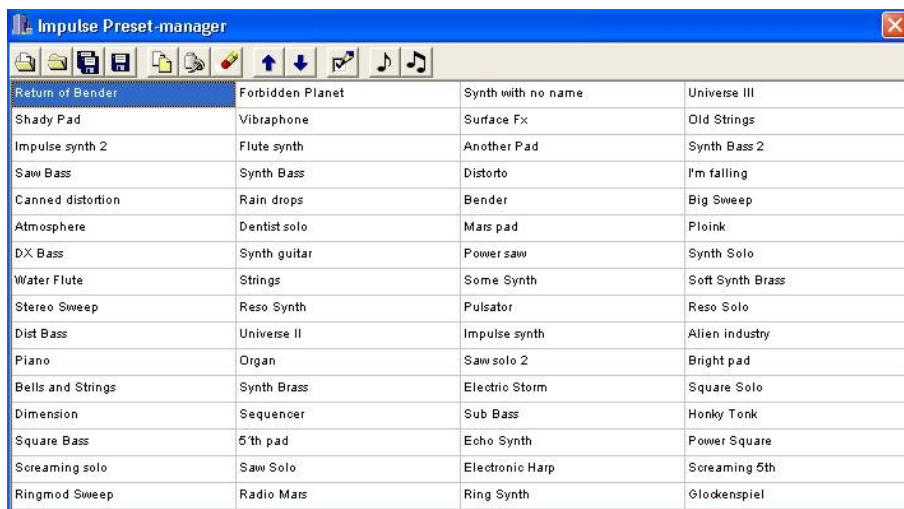 Impulse Preset-manager
Return of Bender Forbidden Planet Synth with no name Universe III
Shady Pad Vibraphone Surface Fx Old Strings
Impulse synth 2 Flute synth Another Pad Synth Bass 2
Saw Bass Synth Bass Distorto I'm falling
Canned distortion Rain drops Bender Big Sweep
Atmosphere Dentist solo Mars pad Ploink
DX Bass Synth guitar Power saw Synth Solo
Water Flute Strings Some Synth Soft Synth Brass
Stereo Sweep Reso Synth Pulsator Reso Solo
Dist Bass Universe II Impulse synth Alien industry
Piano Organ Saw solo 2 Bright pad
Bells and Strings Synth Brass Electric Storm Square Solo
Dimension Sequencer Sub Bass Honky Tonk
Square Bass 5´th pad Echo Synth Power Square
Screaming solo Saw Solo Electronic Harp Screaming 5th
Ringmod Sweep Radio Mars Ring Synth Glockenspiel